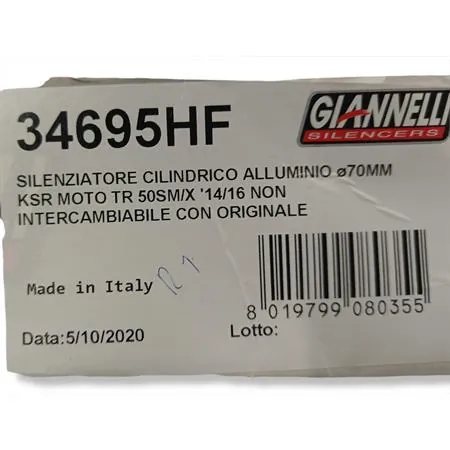 34695HF
GIANNELLI
SILENCERS
SILENZIATORE CILINDRICO ALLUMINIO ø70MM
KSR MOTO TR 50SM/X '14/16 NON
INTERCAMBIABILE CON ORIGINALE
Made in Italy
R1
8 019799 080355
Data:5/10/2020
Lotto: